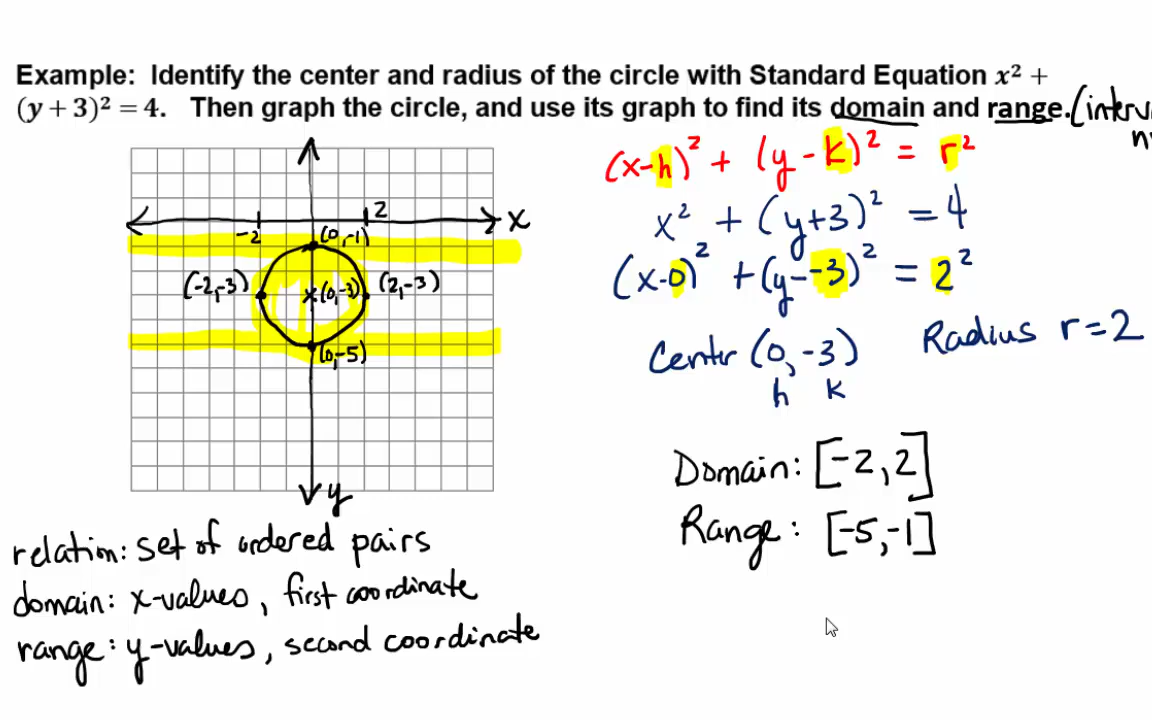 Example: Identify the center and radius of the circle with Standard Equation x² +
(y + 3)² = 4. Then graph the circle, and use its graph to find its domain and range.
(x-h)² + (y-k)² = r²
x² + (y+3)² = 4
(x-0)² + (y--3)² = 2²
Center (0, -3) Radius r = 2
h k
Domain: [-2, 2]
Range: [-5, -1]
2
x
-2
(0, -1)
(-2, -3)
x(0, -3)
(2, -3)
(0, -5)
y
relation: set of ordered pairs
domain: x-values, first coordinate
range: y-values, second coordinate